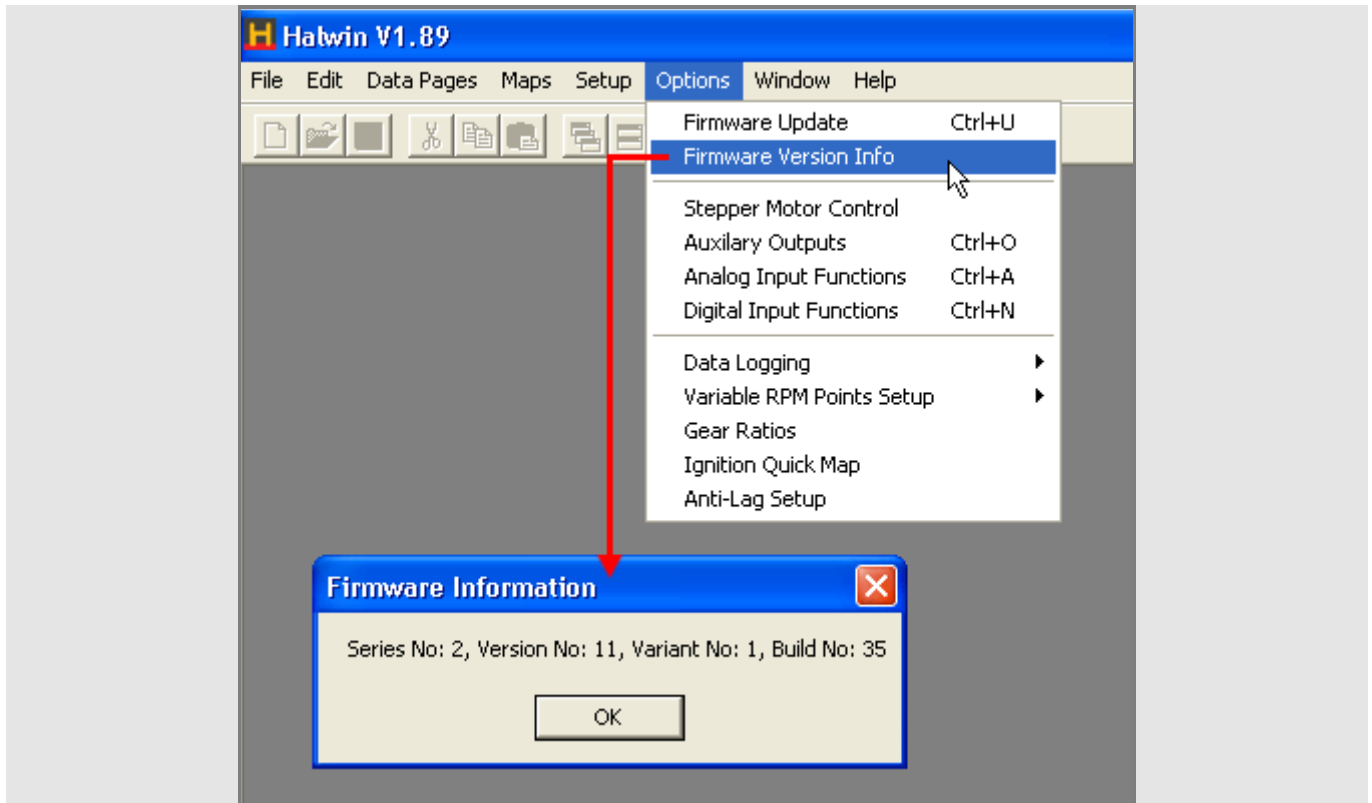 Halwin V1.89
File Edit Data Pages Maps Setup Options Window Help
Firmware Update Ctrl+U
Firmware Version Info
Stepper Motor Control
Auxilary Outputs Ctrl+O
Analog Input Functions Ctrl+A
Digital Input Functions Ctrl+N
Data Logging
Variable RPM Points Setup
Gear Ratios
Ignition Quick Map
Anti-Lag Setup
Firmware Information
Series No: 2, Version No: 11, Variant No: 1, Build No: 35
OK